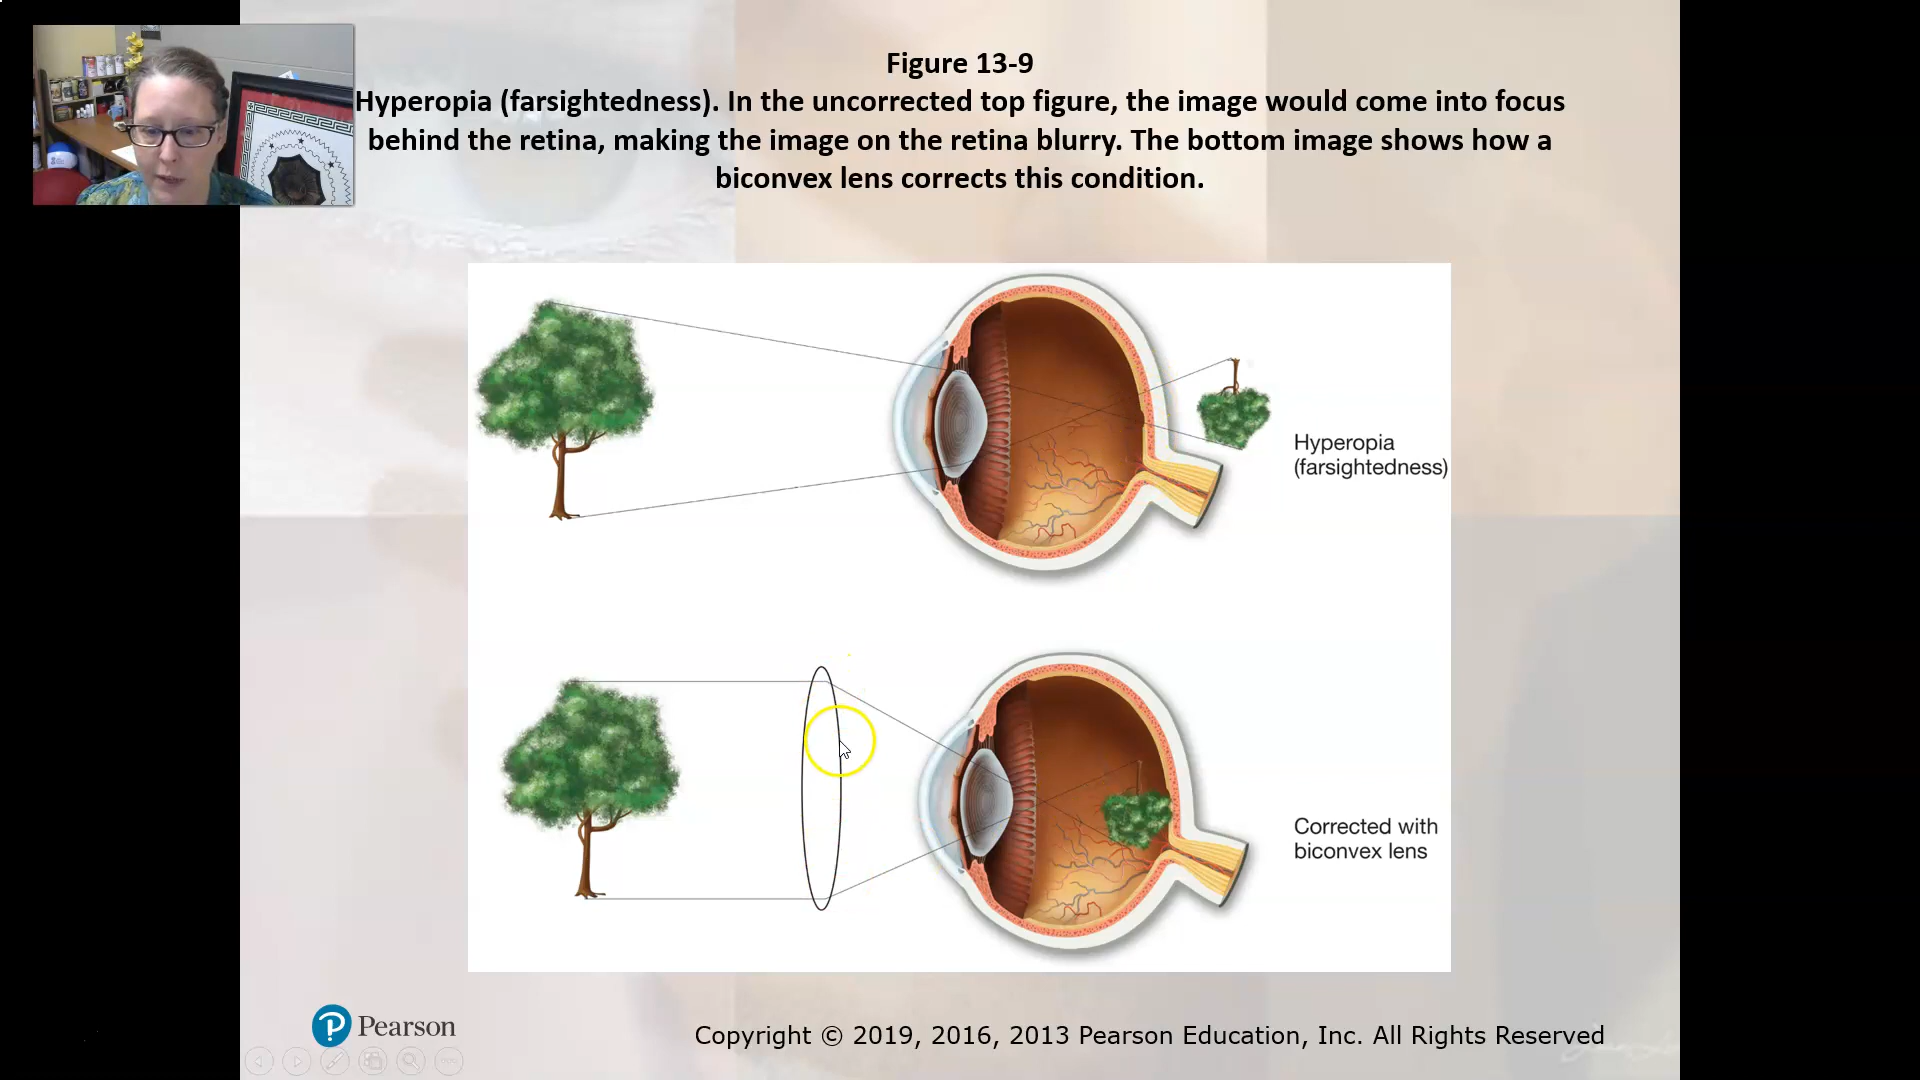 Figure 13-9
Hyperopia (farsightedness). In the uncorrected top figure, the image would come into focus
behind the retina, making the image on the retina blurry. The bottom image shows how a
biconvex lens corrects this condition.
Hyperopia
(farsightedness)
Corrected with
biconvex lens
Pearson
Copyright © 2019, 2016, 2013 Pearson Education, Inc. All Rights Reserved